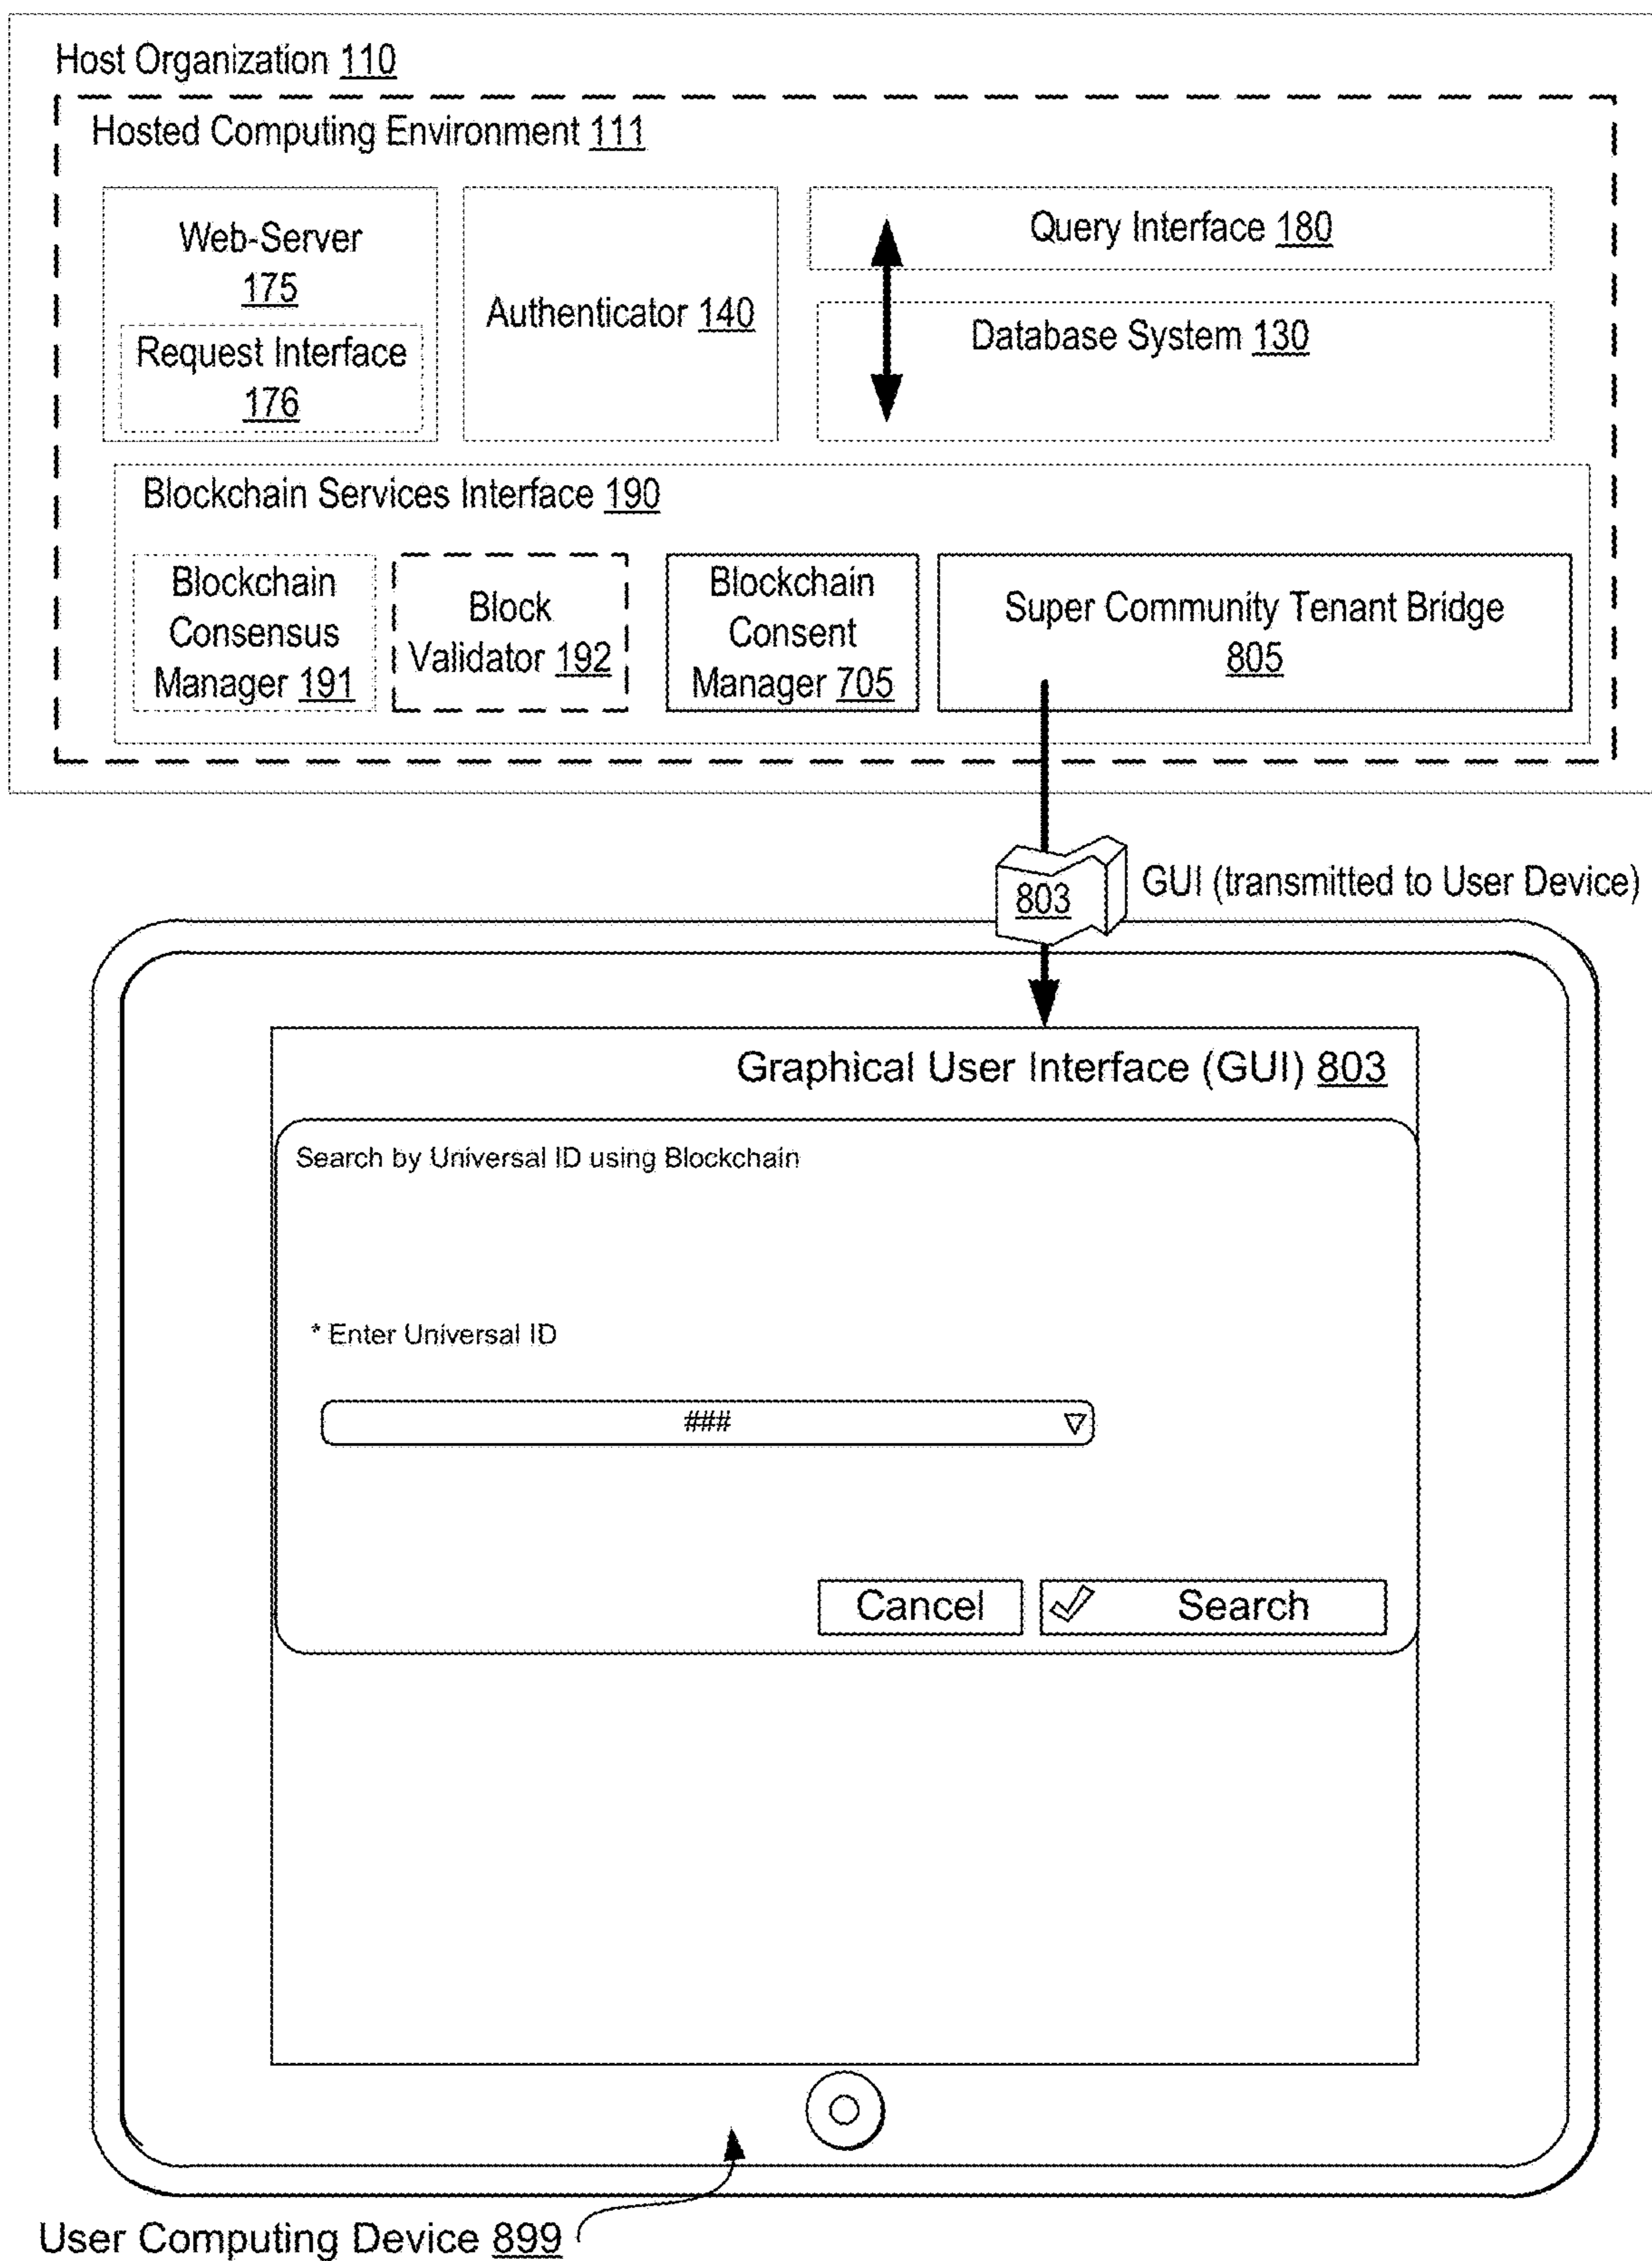 Host Organization 110
Hosted Computing Environment 111
Web-Server
175
Request Interface
176
Authenticator 140
Query Interface 180
Database System 130
Blockchain Services Interface 190
Blockchain
Consensus
Manager 191
Block
Validator 192
Blockchain
Consent
Manager 705
Super Community Tenant Bridge
805
803
GUI (transmitted to User Device)
Graphical User Interface (GUI) 803
Search by Universal ID using Blockchain
* Enter Universal ID
###
Cancel
Search
User Computing Device 899